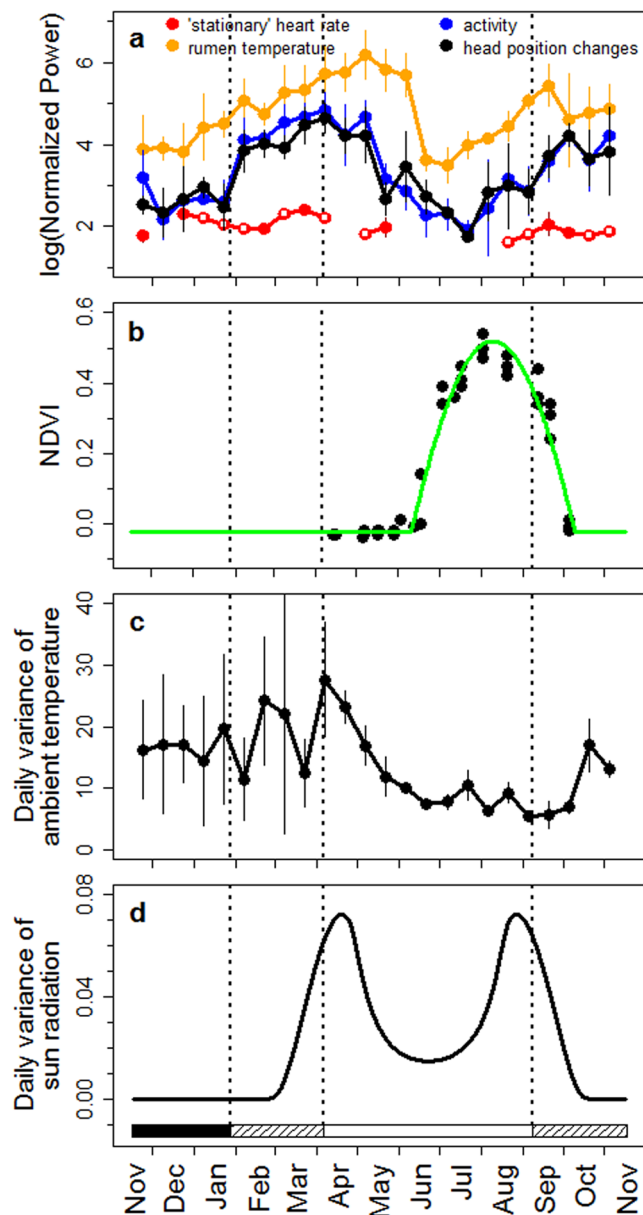 a
'stationary' heart rate
activity
rumen temperature
head position changes
log(Normalized Power)
6
4
2
b
NDVI
0.6
0.4
0.2
0.0
c
Daily variance of
ambient temperature
40
30
20
10
0
d
Daily variance of
sun radiation
0.08
0.04
0.00
Nov
Dec
Jan
Feb
Mar
Apr
May
Jun
Jul
Aug
Sep
Oct
Nov